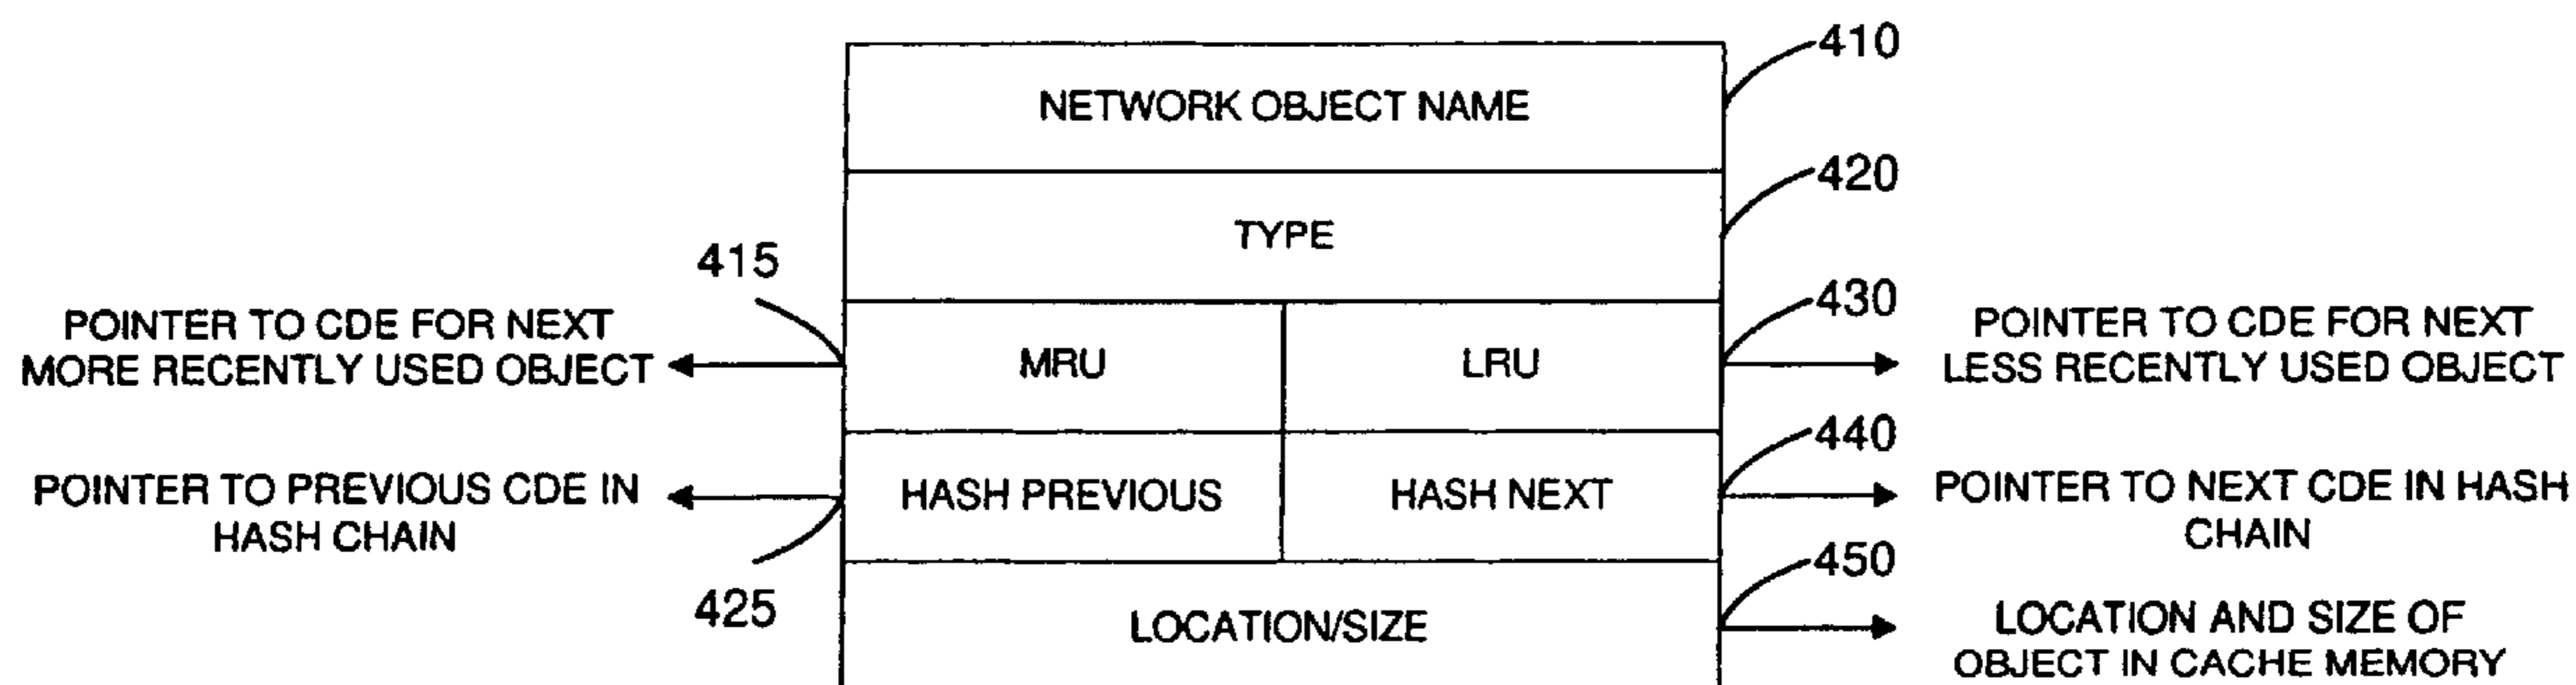 410
NETWORK OBJECT NAME
420
TYPE
415
430
POINTER TO CDE FOR NEXT
MORE RECENTLY USED OBJECT
MRU
LRU
POINTER TO CDE FOR NEXT
LESS RECENTLY USED OBJECT
440
POINTER TO PREVIOUS CDE IN
HASH CHAIN
HASH PREVIOUS
HASH NEXT
POINTER TO NEXT CDE IN HASH
CHAIN
425
450
LOCATION/SIZE
LOCATION AND SIZE OF
OBJECT IN CACHE MEMORY